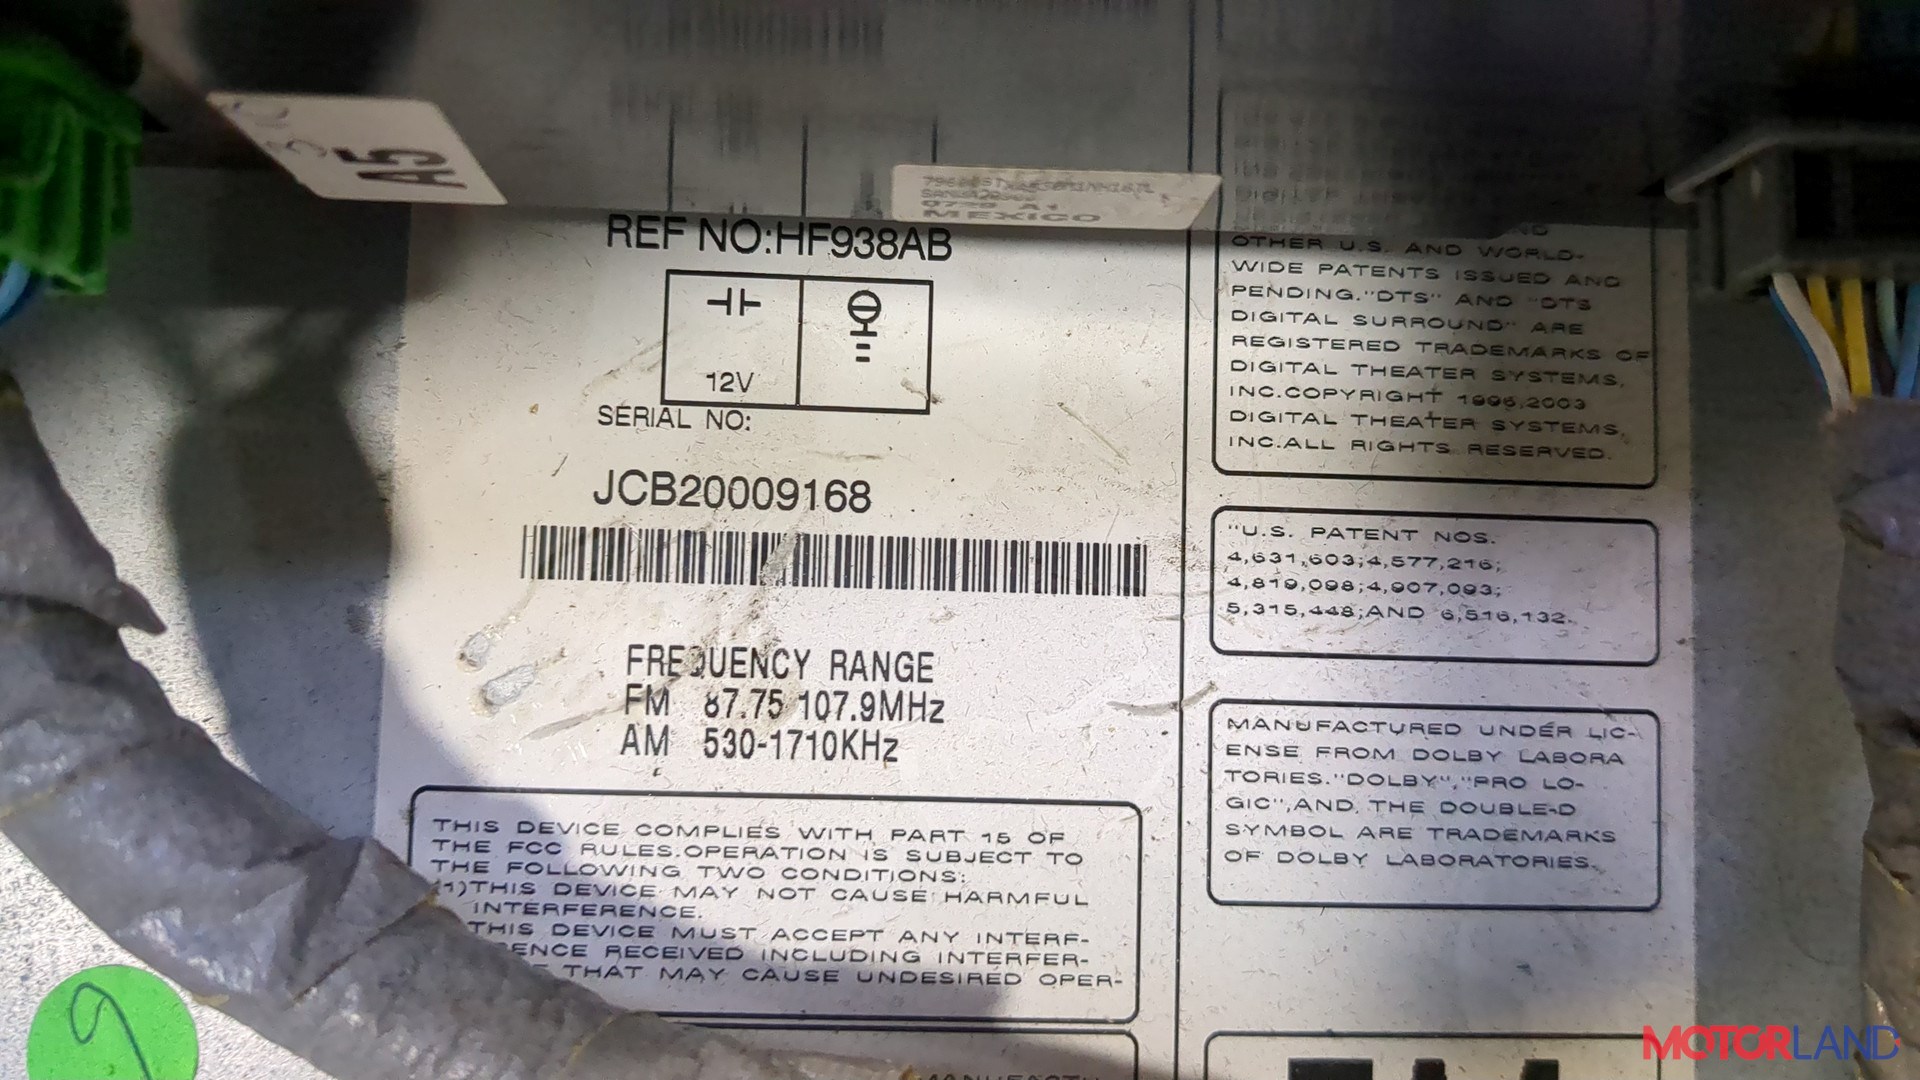 A5
MEXICO
REF NO:HF938AB
12V
SERIAL NO:
JCB20009168
FREQUENCY RANGE
FM 87.75 107.9MHz
AM 530-1710KHz
THIS DEVICE COMPLIES WITH PART 15 OF
THE FCC RULES.OPERATION IS SUBJECT TO
THE FOLLOWING TWO CONDITIONS:
(1)THIS DEVICE MAY NOT CAUSE HARMFUL
INTERFERENCE.
THIS DEVICE MUST ACCEPT ANY INTERF-
ENCE RECEIVED INCLUDING INTERFER-
THAT MAY CAUSE UNDESIRED OPER-
OTHER U.S. AND WORLD-
WIDE PATENTS ISSUED AND
PENDING."DTS" AND "DTS
DIGITAL SURROUND" ARE
REGISTERED TRADEMARKS OF
DIGITAL THEATER SYSTEMS,
INC.COPYRIGHT 1996,2003
DIGITAL THEATER SYSTEMS,
INC.ALL RIGHTS RESERVED.
"U.S. PATENT NOS.
4,631,603;4,577,216;
4,819,098;4,907,093;
5,315,448;AND 6,516,132.
MANUFACTURED UNDER LIC-
ENSE FROM DOLBY LABORA
TORIES."DOLBY","PRO LO-
GIC",AND THE DOUBLE-D
SYMBOL ARE TRADEMARKS
OF DOLBY LABORATORIES.
9
MOTORLAND